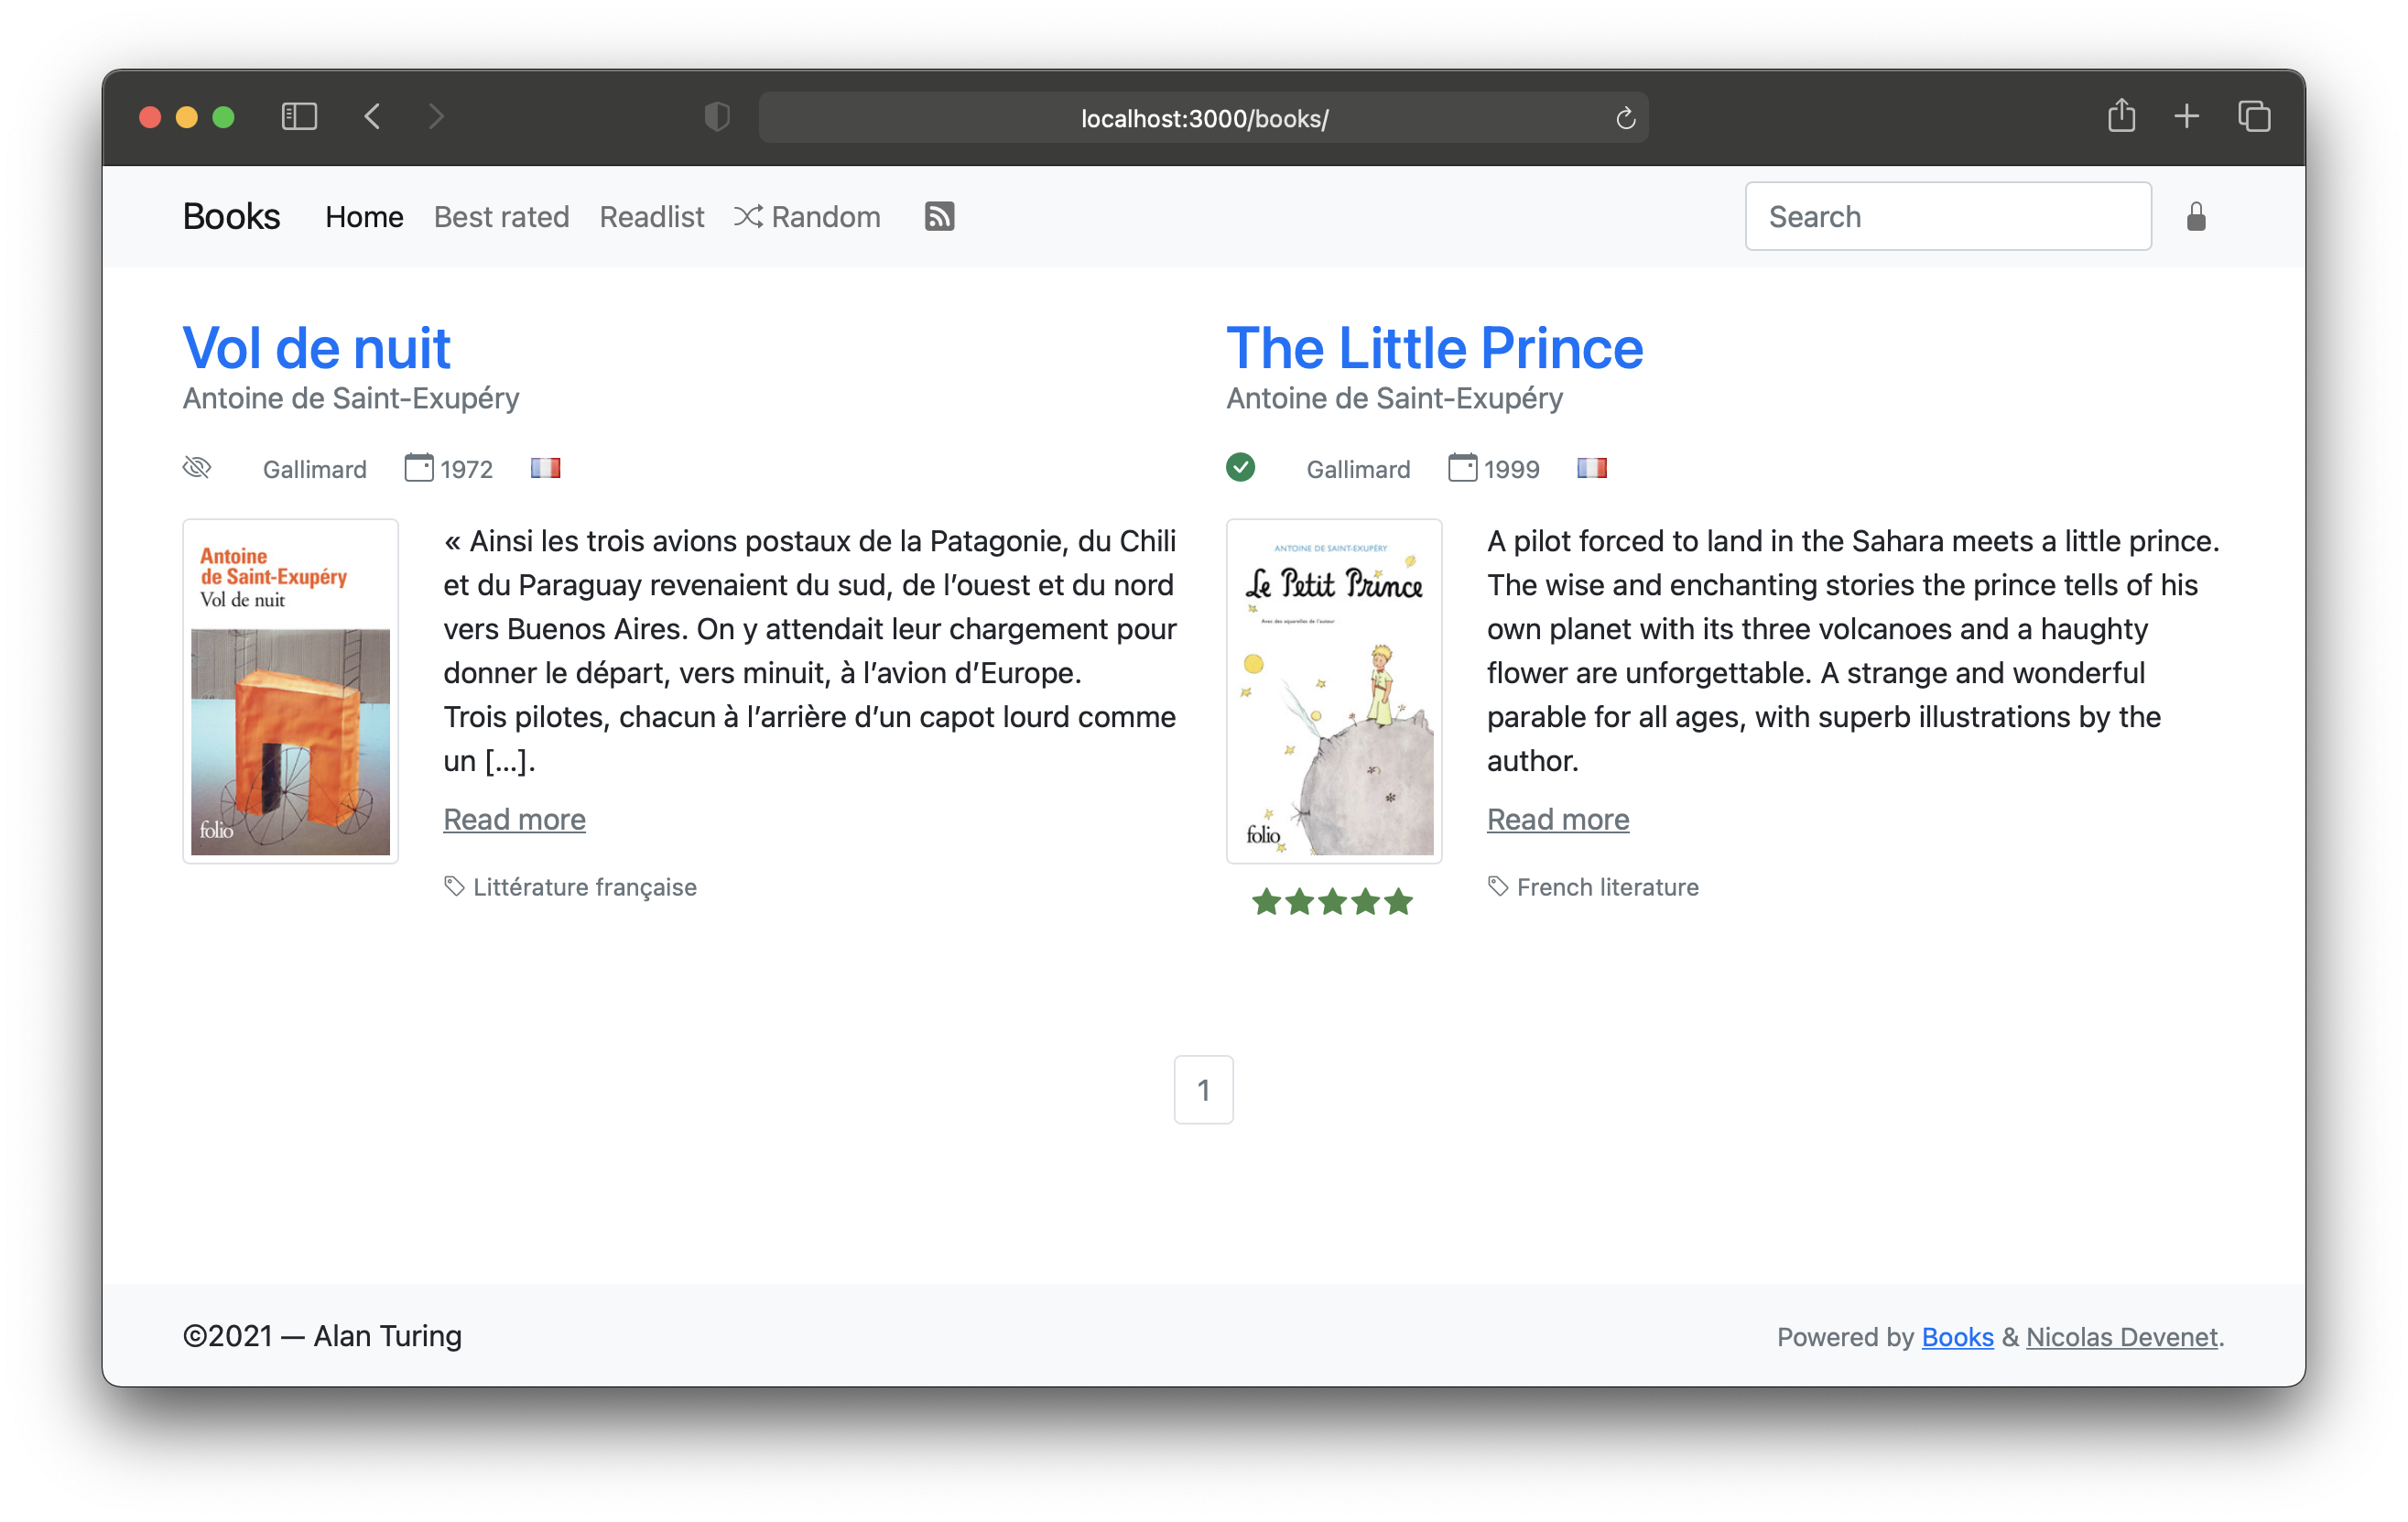 localhost:3000/books/
Books Home Best rated Readlist Random
Search
Vol de nuit
Antoine de Saint-Exupéry
Gallimard 1972
Antoine
de Saint-Exupéry
Vol de nuit
folio
« Ainsi les trois avions postaux de la Patagonie, du Chili
et du Paraguay revenaient du sud, de l’ouest et du nord
vers Buenos Aires. On y attendait leur chargement pour
donner le départ, vers minuit, à l’avion d’Europe.
Trois pilotes, chacun à l’arrière d’un capot lourd comme
un [...].
Read more
Littérature française
The Little Prince
Antoine de Saint-Exupéry
Gallimard 1999
ANTOINE DE SAINT-EXUPÉRY
Le Petit Prince
Avec des aquarelles de l'auteur
folio
A pilot forced to land in the Sahara meets a little prince.
The wise and enchanting stories the prince tells of his
own planet with its three volcanoes and a haughty
flower are unforgettable. A strange and wonderful
parable for all ages, with superb illustrations by the
author.
Read more
French literature
1
©2021 — Alan Turing
Powered by Books & Nicolas Devenet.